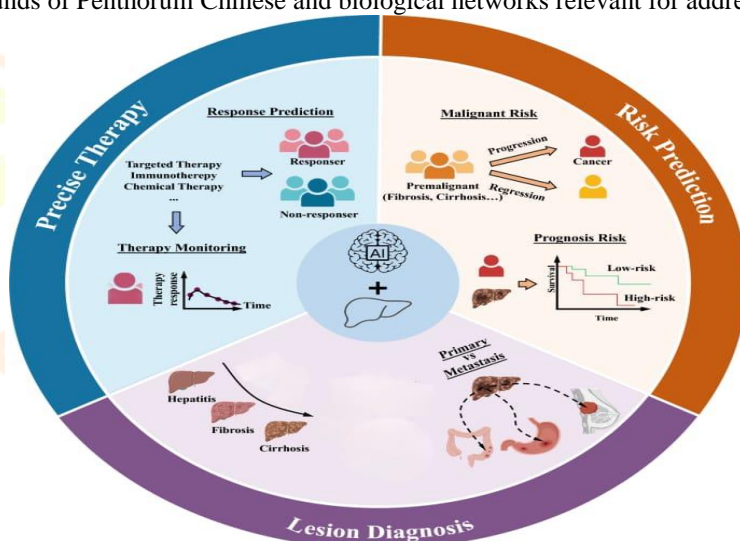 nds of Penthorum Chinese and biological networks relevant for addre
Precise Therapy
Response Prediction
Targeted Therapy
Immunotherepy
Chemical Therapy
...
Responser
Non-responser
Therapy Monitoring
Therapy
response
Time
Risk Prediction
Malignant Risk
Progression
Regression
Premalignant
(Fibrosis, Cirrhosis...)
Cancer
Prognosis Risk
Survival
Low-risk
High-risk
Time
AI
+
Lesion Diagnosis
Hepatitis
Fibrosis
Cirrhosis
Primary
vs
Metastasis